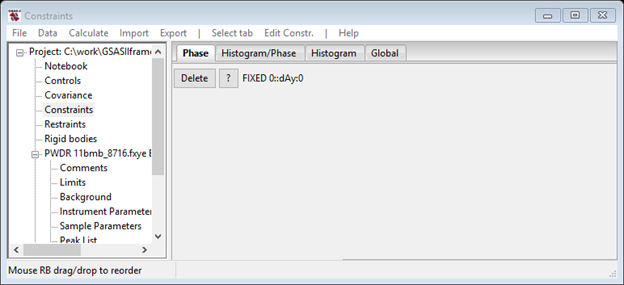 Constraints
File Data Calculate Import Export | Select tab Edit Constr. | Help
Project: C:\work\GSASIIframe
Notebook
Controls
Covariance
Constraints
Restraints
Rigid bodies
PWDR 11bmb_8716.fxye B
Comments
Limits
Background
Instrument Parameter
Sample Parameters
Peak List
Phase Histogram/Phase Histogram Global
Delete ? FIXED 0::dAy:0
Mouse RB drag/drop to reorder